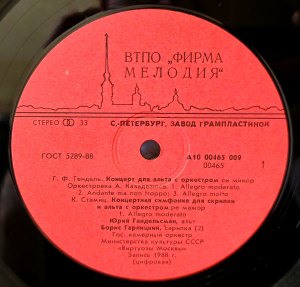 ВТПО „ФИРМА
МЕЛОДИЯ"
СТЕРЕО 33
С.-ПЕТЕРБУРГ, ЗАВОД ГРАМПЛАСТИНОК
ГОСТ 5289-88
А10 00465 009
00465
1
Г. Ф. Гендель. Концерт для альта с оркестром си минор
Оркестровка А. Казадезюса: 1. Allegro moderato
2. Andante ma non troppo; 3. Allegro molto
К. Стамиц. Концертная симфония для скрипки
и альта с оркестром ре мажор
1. Allegro moderato
Юрий Гандельсман, альт
Борис Гарлицкий, скрипка (2)
Гос. камерный оркестр
Министерства культуры СССР
«Виртуозы Москвы»
Запись 1988 г.
(цифровая)